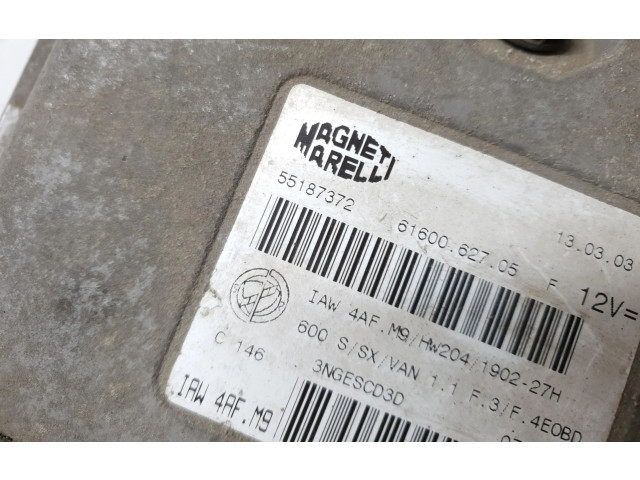 MAGNETI
MARELLI
55187372 61600.627.05 13.03.03
F 12V=
IAW 4AF.M9/HW204/1902-27H
600 S/SX/VAN 1.1 F.3/F.4EOBD
C 146 3NGESCD3D
IAW 4AF.M9